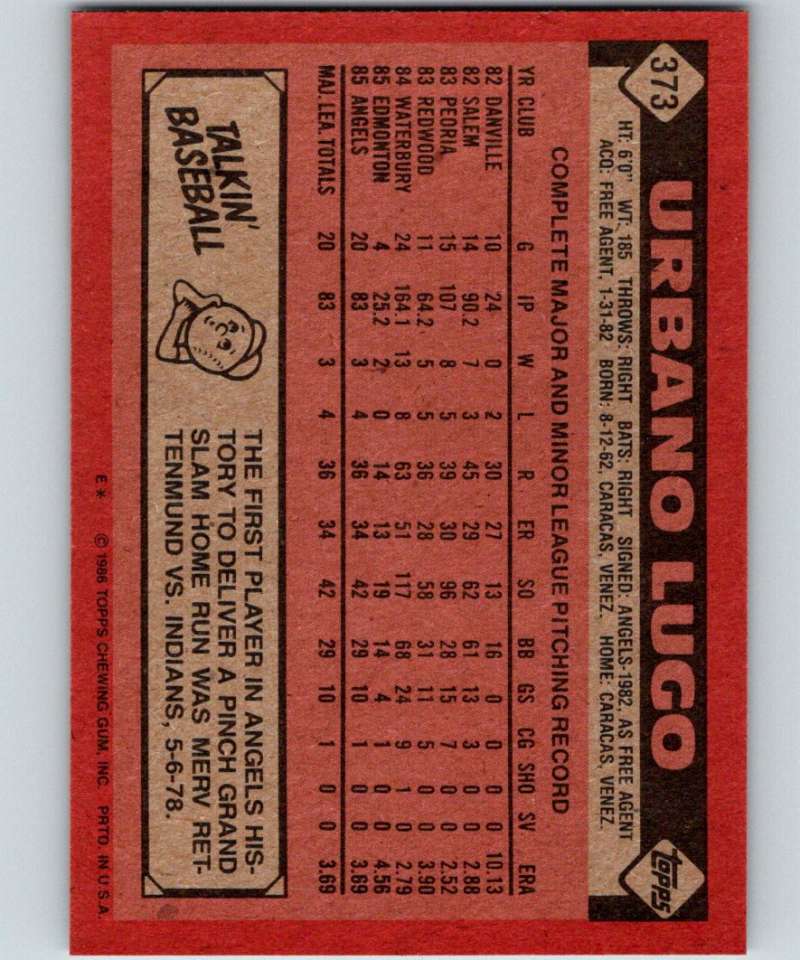 373
URBANO LUGO
topps
HT: 6'0" WT: 185 THROWS: RIGHT BATS: RIGHT SIGNED: ANGELS-1982, AS FREE AGENT
ACQ: FREE AGENT, 1-31-82 BORN: 8-12-62, CARACAS, VENEZ. HOME: CARACAS, VENEZ.
COMPLETE MAJOR AND MINOR LEAGUE PITCHING RECORD
YR CLUB G IP W L R ER SO BB GS CG SHO SV ERA
82 DANVILLE 10 24 0 2 30 27 13 16 0 0 0 0 10.13
82 SALEM 14 90.2 7 3 45 29 62 61 13 3 0 0 2.88
83 PEORIA 15 107 8 5 39 30 96 28 15 7 0 0 2.52
83 REDWOOD 11 64.2 5 5 36 28 58 31 11 5 0 0 3.90
84 WATERBURY 24 164.1 13 8 63 51 117 68 24 9 1 0 2.79
85 EDMONTON 4 25.2 2 0 14 13 19 14 4 1 0 0 4.56
85 ANGELS 20 83 3 4 36 34 42 29 10 1 0 0 3.69
MAJ. LEA. TOTALS 20 83 3 4 36 34 42 29 10 1 0 0 3.69
TALKIN'
BASEBALL
THE FIRST PLAYER IN ANGELS HIS-
TORY TO DELIVER A PINCH GRAND
SLAM HOME RUN WAS MERV RET-
TENMUND VS. INDIANS, 5-6-78.
E* © 1986 TOPPS CHEWING GUM, INC. PRTD. IN U.S.A.